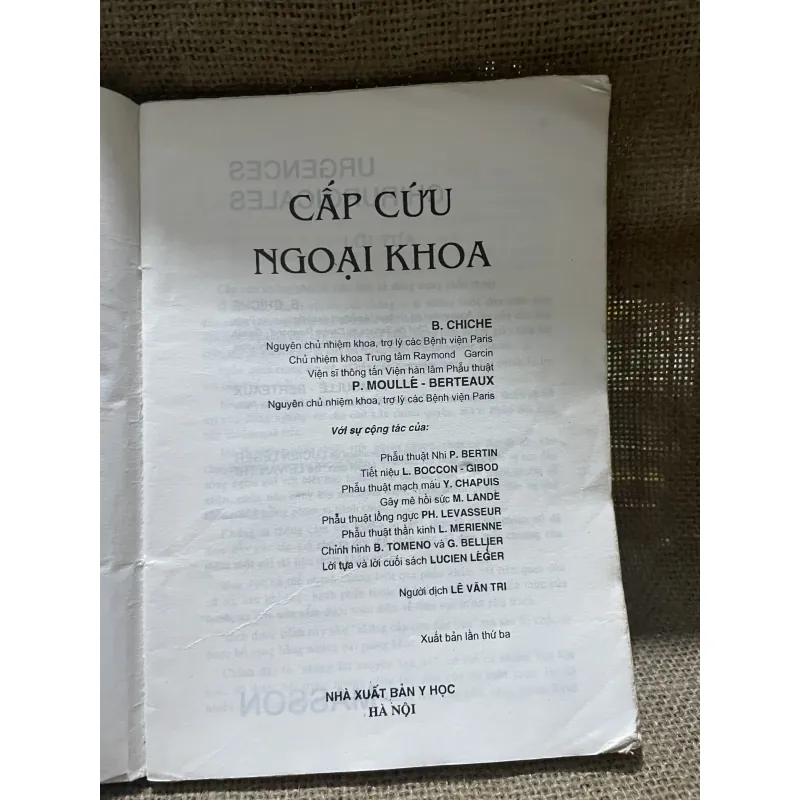 CẤP CỨU
NGOẠI KHOA
B. CHICHE
Nguyên chủ nhiệm khoa, trợ lý các Bệnh viện Paris
Chủ nhiệm khoa Trung tâm Raymond Garcin
Viện sĩ thông tấn Viện hàn lâm Phẫu thuật
P. MOULLÉ - BERTEAUX
Nguyên chủ nhiệm khoa, trợ lý các Bệnh viện Paris
Với sự cộng tác của:
Phẫu thuật Nhi P. BERTIN
Tiết niệu L. BOCCON - GIBOD
Phẫu thuật mạch máu Y. CHAPUIS
Gây mê hồi sức M. LANDÈ
Phẫu thuật lồng ngực PH. LEVASSEUR
Phẫu thuật thần kinh L. MERIENNE
Chỉnh hình B. TOMENO và G. BELLIER
Lời tựa và lời cuối sách LUCIEN LÉGER
Người dịch LÊ VĂN TRI
Xuất bản lần thứ ba
NHÀ XUẤT BẢN Y HỌC
HÀ NỘI
URGENCES
CHIRURGICALES
MASSON